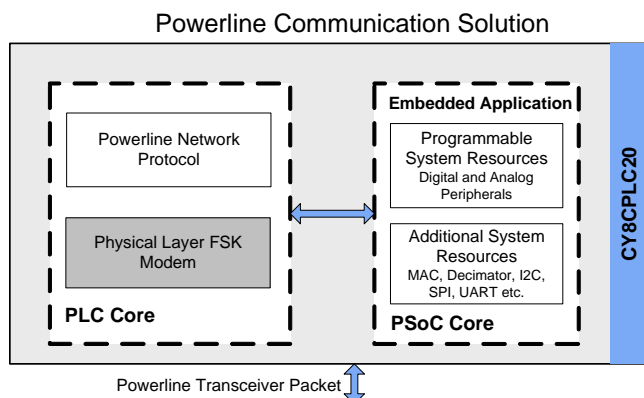 Powerline Communication Solution
Powerline Network
Protocol
Physical Layer FSK
Modem
PLC Core
Embedded Application
Programmable
System Resources
Digital and Analog
Peripherals
Additional System
Resources
MAC, Decimator, I2C,
SPI, UART etc.
PSoC Core
CY8CPLC20
Powerline Transceiver Packet